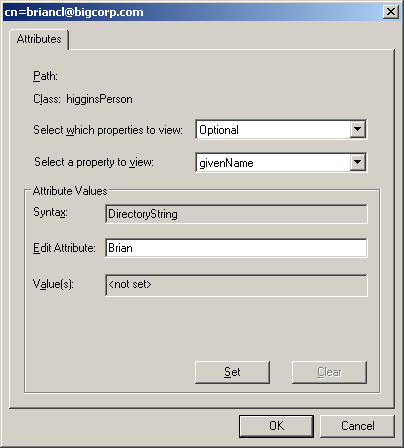 cn=briancl@bigcorp.com
Attributes
Path:
Class: higginsPerson
Select which properties to view: Optional
Select a property to view: givenName
Attribute Values
Syntax: DirectoryString
Edit Attribute: Brian
Value(s): <not set>
Set Clear
OK Cancel